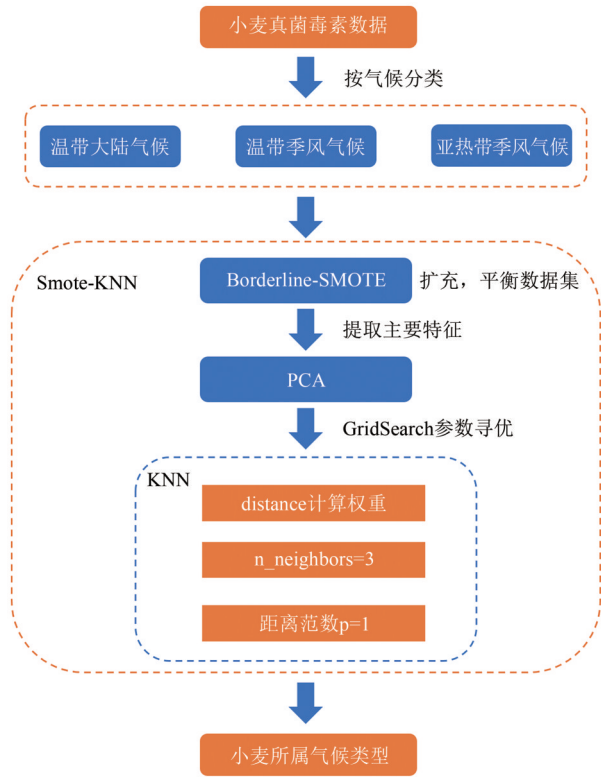 小麦真菌毒素数据
按气候分类
温带大陆气候
温带季风气候
亚热带季风气候
Smote-KNN
Borderline-SMOTE
扩充，平衡数据集
提取主要特征
PCA
GridSearch参数寻优
KNN
distance计算权重
n_neighbors=3
距离范数p=1
小麦所属气候类型